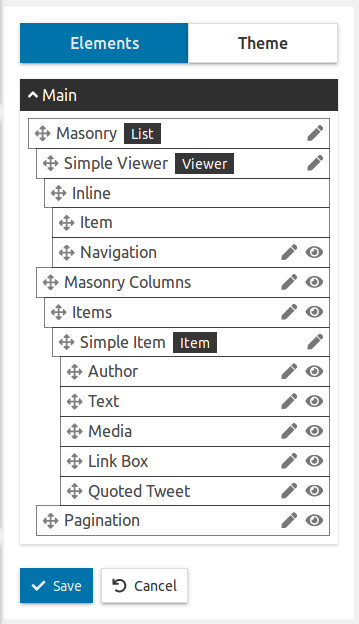 Elements Theme
Main
Masonry List
Simple Viewer Viewer
Inline
Item
Navigation
Masonry Columns
Items
Simple Item Item
Author
Text
Media
Link Box
Quoted Tweet
Pagination
Save Cancel